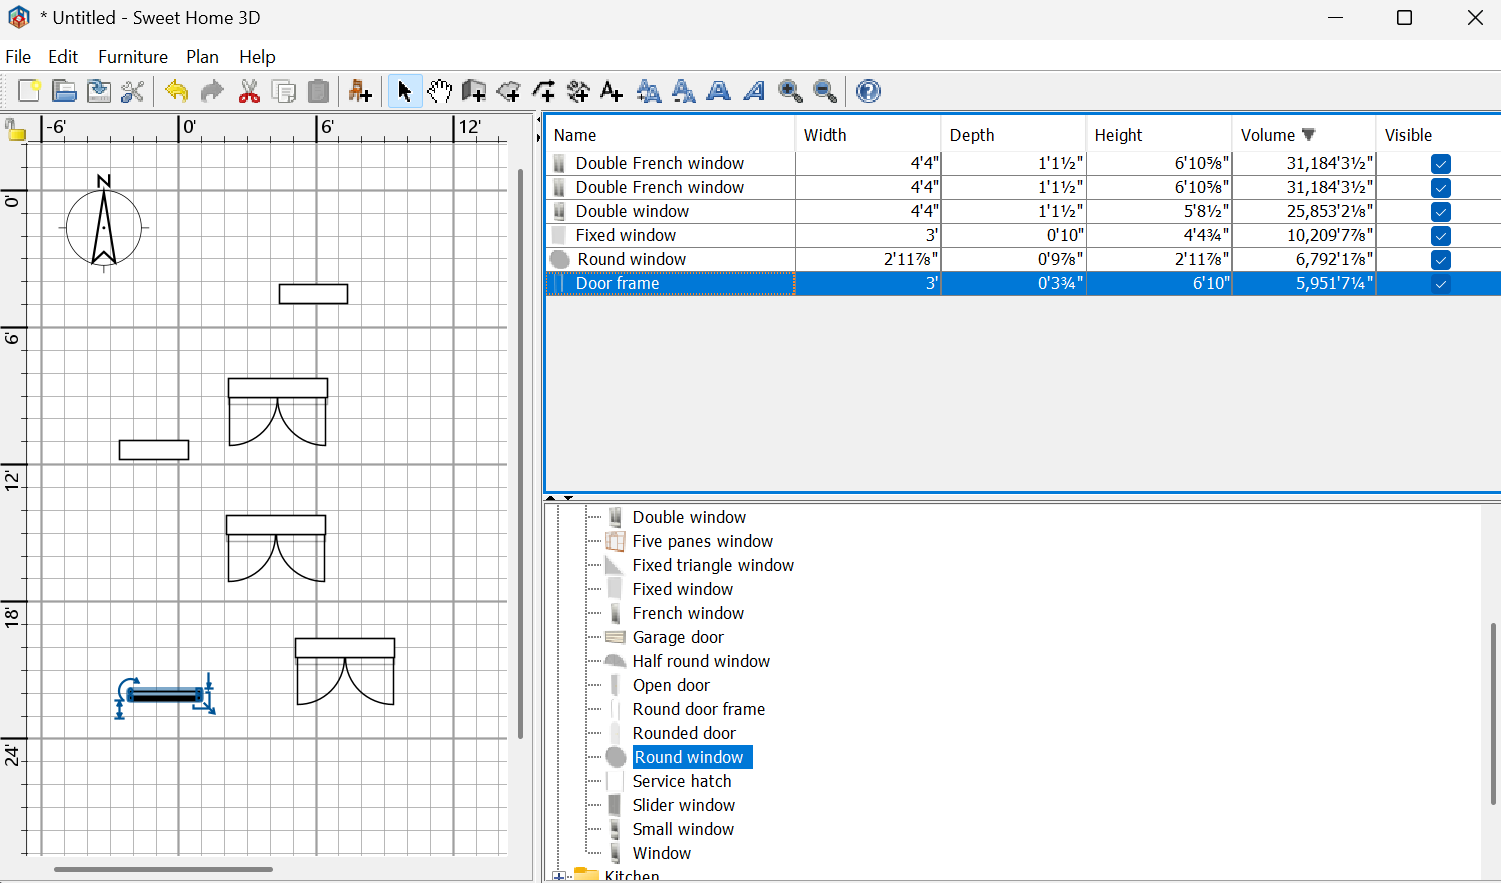 * Untitled - Sweet Home 3D
File Edit Furniture Plan Help
-6' 0' 6' 12'
N
0'
6'
12'
18'
24'
Name Width Depth Height Volume Visible
Double French window 4'4" 1'1½" 6'10⅝" 31,184'3½"
Double French window 4'4" 1'1½" 6'10⅝" 31,184'3½"
Double window 4'4" 1'1½" 5'8½" 25,853'2⅛"
Fixed window 3' 0'10" 4'4¾" 10,209'7⅞"
Round window 2'11⅞" 0'9⅞" 2'11⅞" 6,792'1⅞"
Door frame 3' 0'3¾" 6'10" 5,951'7¼"
Double window
Five panes window
Fixed triangle window
Fixed window
French window
Garage door
Half round window
Open door
Round door frame
Rounded door
Round window
Service hatch
Slider window
Small window
Window
Kitchen